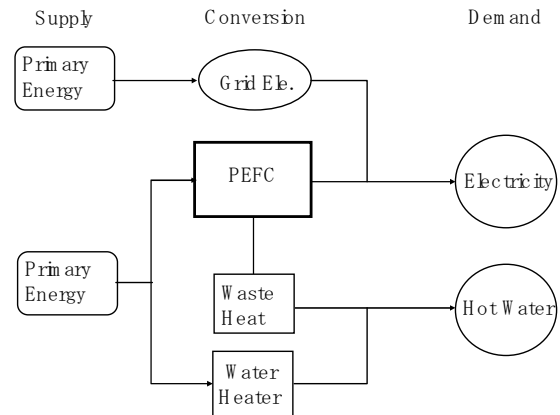 Supply Conversion Demand
Primary
Energy
Grid Ele.
PEFC
Electricity
Primary
Energy
Waste
Heat
Hot Water
Water
Heater